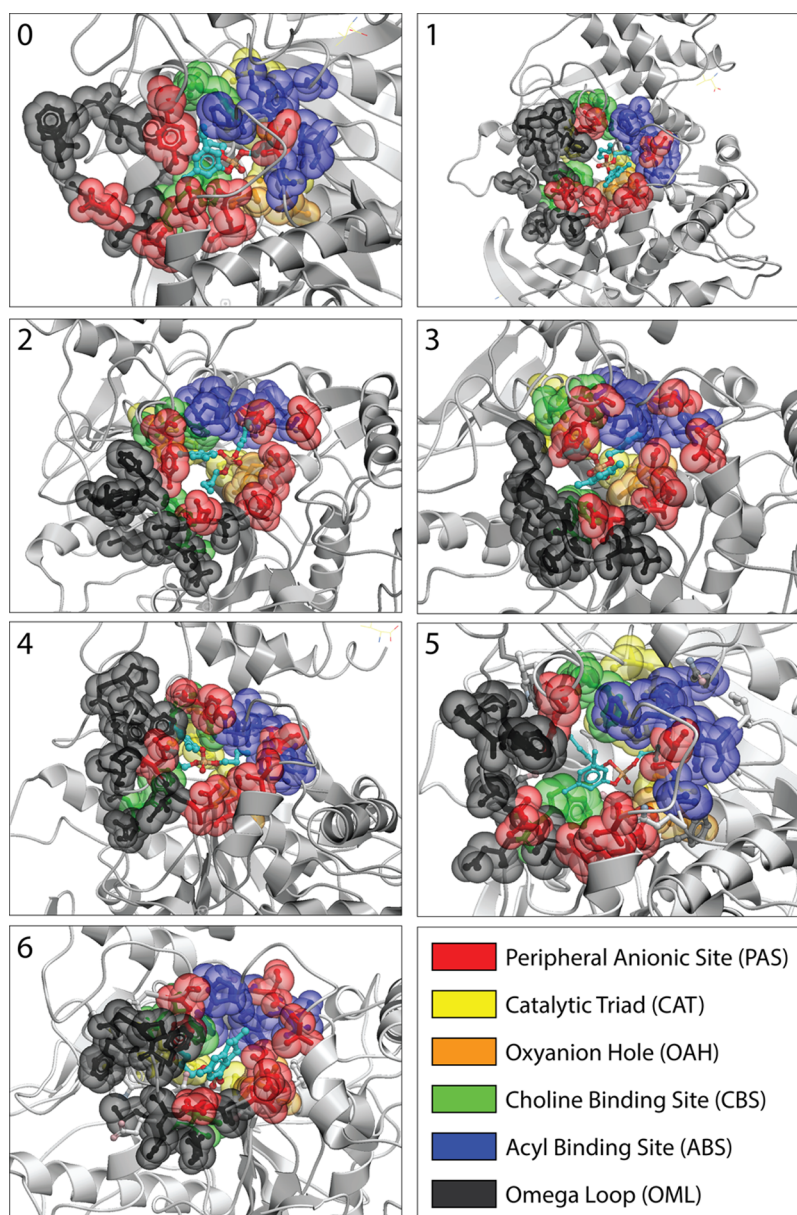 0
1
2
3
4
5
6
Peripheral Anionic Site (PAS)
Catalytic Triad (CAT)
Oxyanion Hole (OAH)
Choline Binding Site (CBS)
Acyl Binding Site (ABS)
Omega Loop (OML)